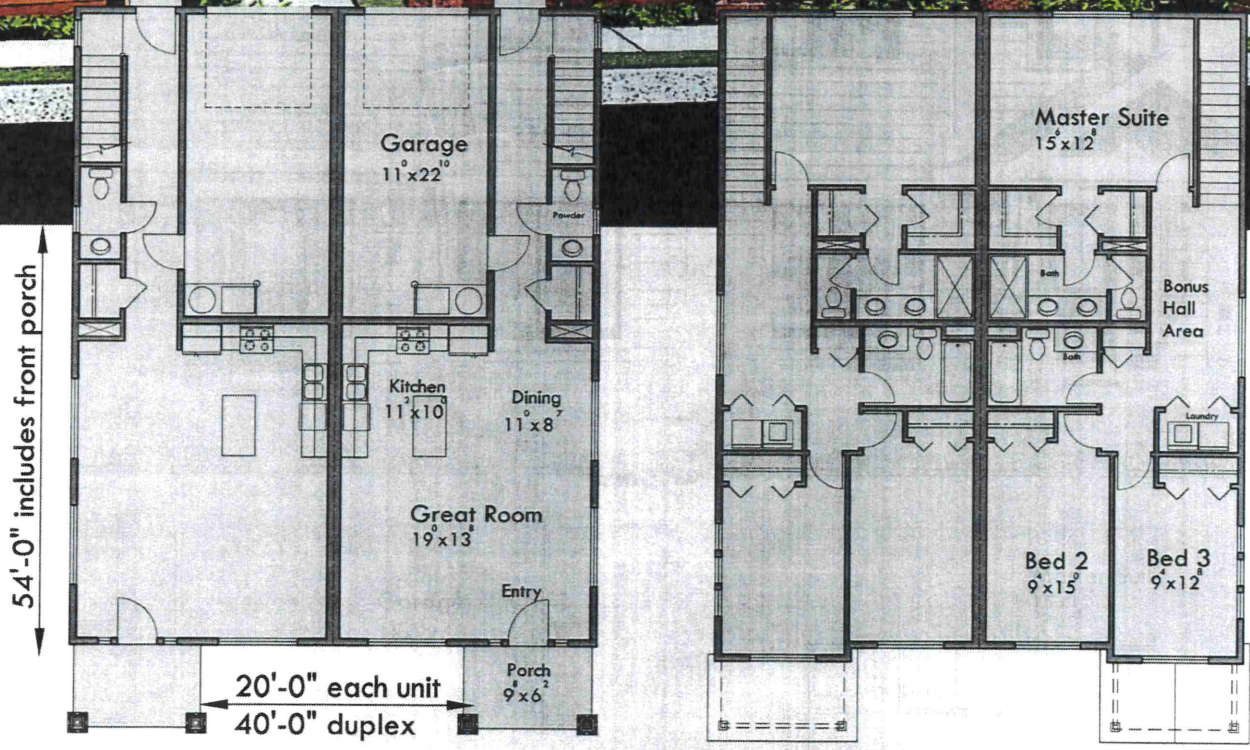 Garage
11⁰x22¹⁰
Powder
Kitchen
11²x10⁰
Dining
11⁰x8⁷
Great Room
19⁰x13⁸
Entry
Porch
9⁸x6²
54'-0" includes front porch
20'-0" each unit
40'-0" duplex
Master Suite
15⁶x12⁸
Bath
Bonus
Hall
Area
Bath
Laundry
Bed 2
9⁴x15⁰
Bed 3
9⁴x12⁸